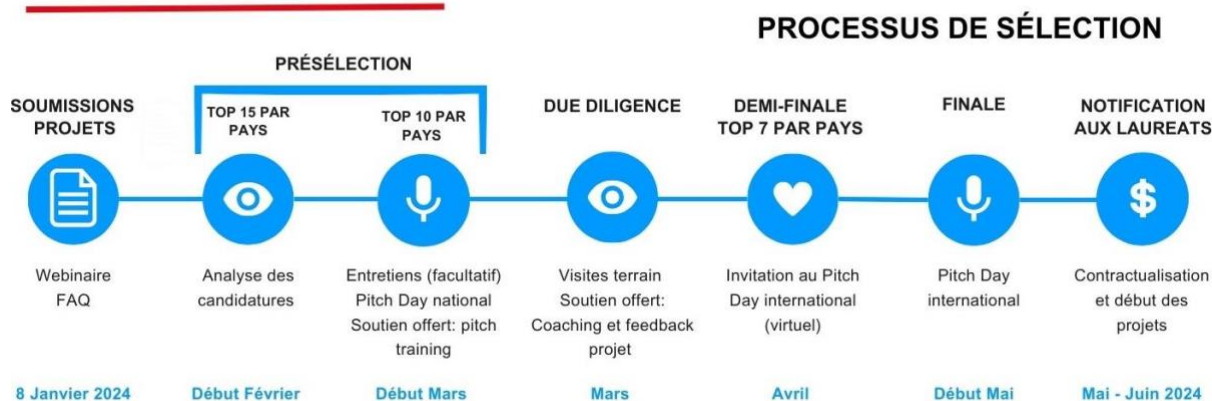 PROCESSUS DE SÉLECTION
PRÉSÉLECTION
SOUMISSIONS
PROJETS
TOP 15 PAR
PAYS
TOP 10 PAR
PAYS
DUE DILIGENCE
DEMI-FINALE
TOP 7 PAR PAYS
FINALE
NOTIFICATION
AUX LAUREATS
$
Webinaire
FAQ
Analyse des
candidatures
Entretiens (facultatif)
Pitch Day national
Soutien offert: pitch
training
Visites terrain
Soutien offert:
Coaching et feedback
projet
Invitation au Pitch
Day international
(virtuel)
Pitch Day
international
Contractualisation
et début des
projets
8 Janvier 2024
Début Février
Début Mars
Mars
Avril
Début Mai
Mai - Juin 2024